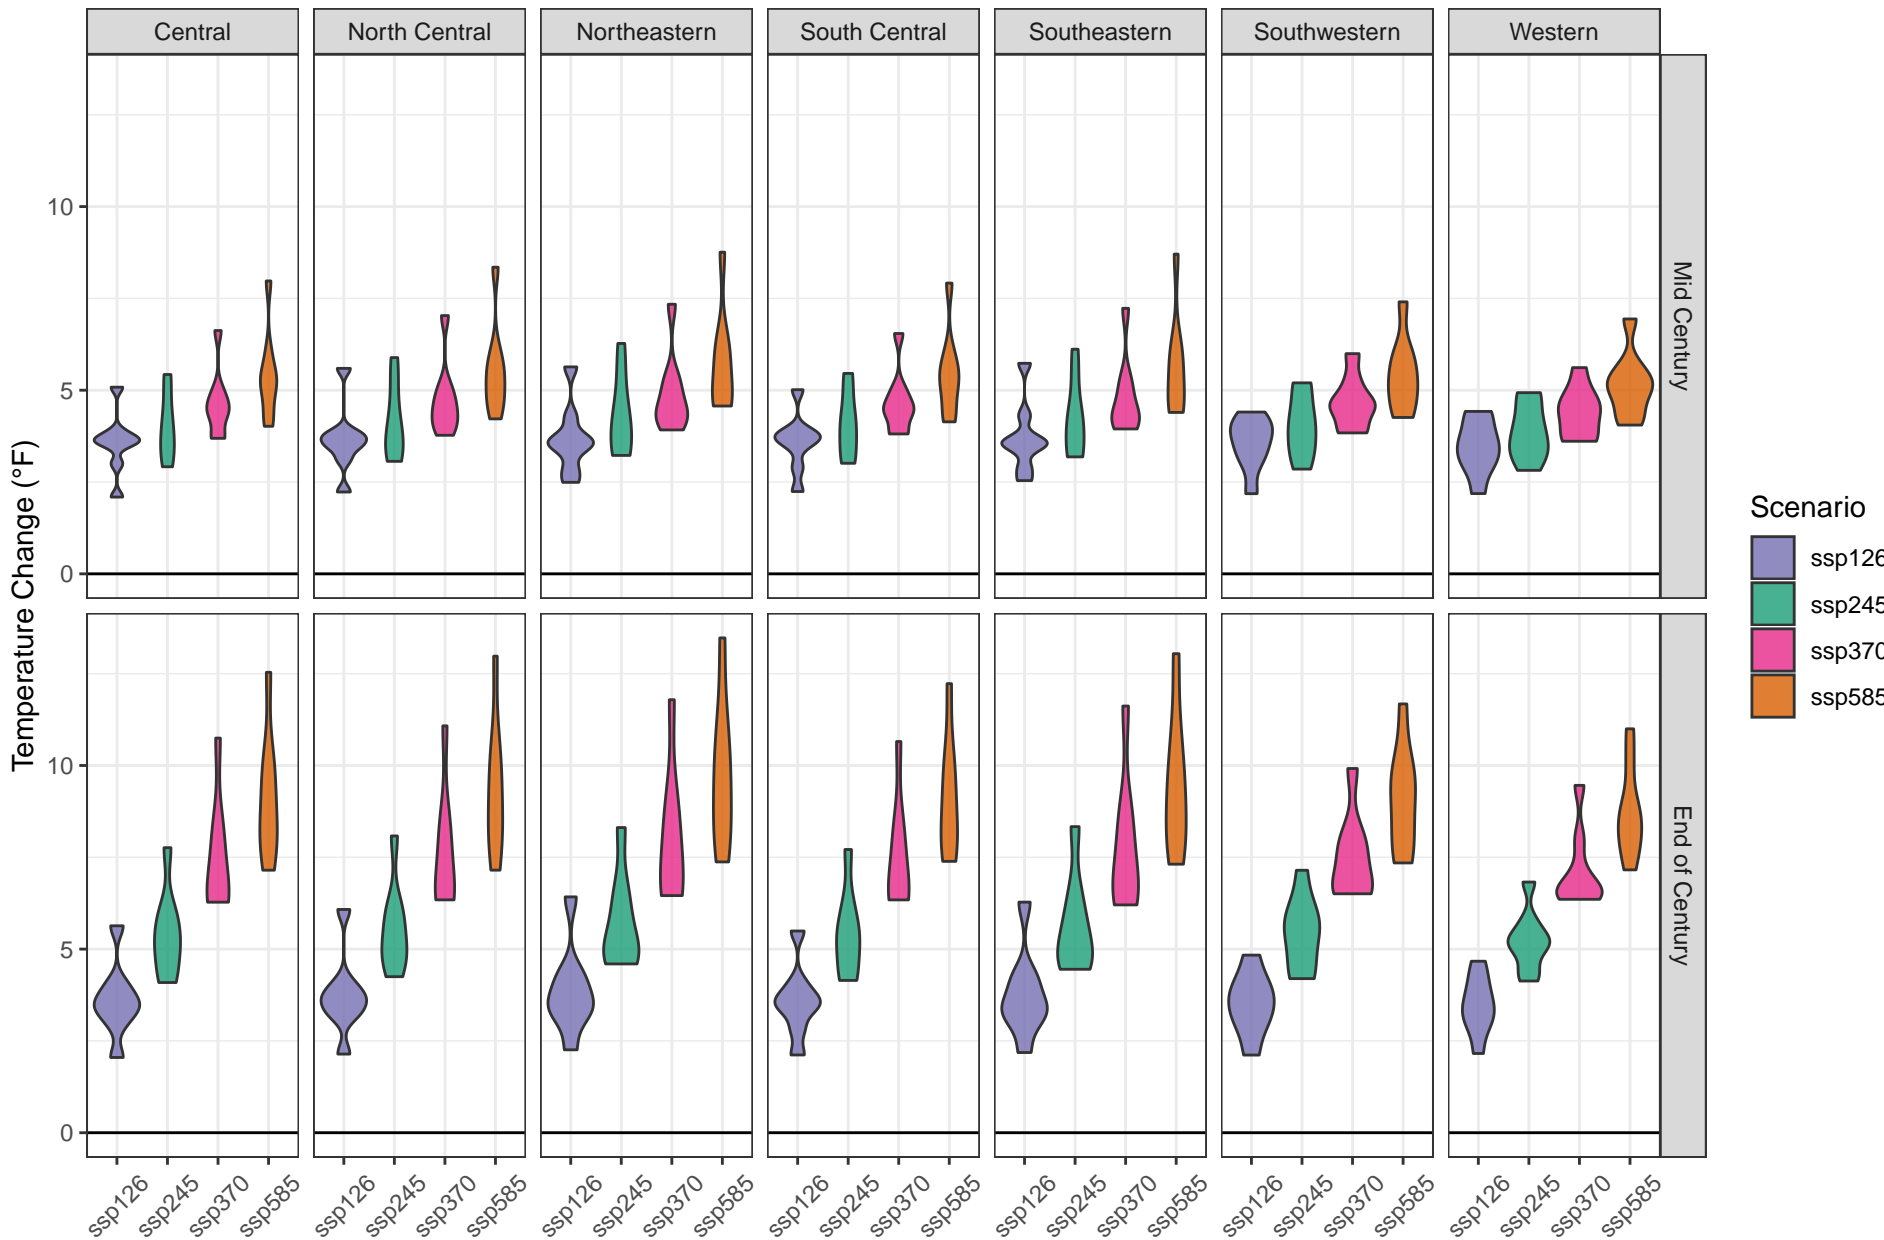 Central North Central Northeastern South Central Southeastern Southwestern Western
Temperature Change (°F)
10
5
0
Mid Century
10
5
0
End of Century
ssp126 ssp245 ssp370 ssp585 ssp126 ssp245 ssp370 ssp585 ssp126 ssp245 ssp370 ssp585 ssp126 ssp245 ssp370 ssp585 ssp126 ssp245 ssp370 ssp585 ssp126 ssp245 ssp370 ssp585 ssp126 ssp245 ssp370 ssp585
Scenario
ssp126
ssp245
ssp370
ssp585